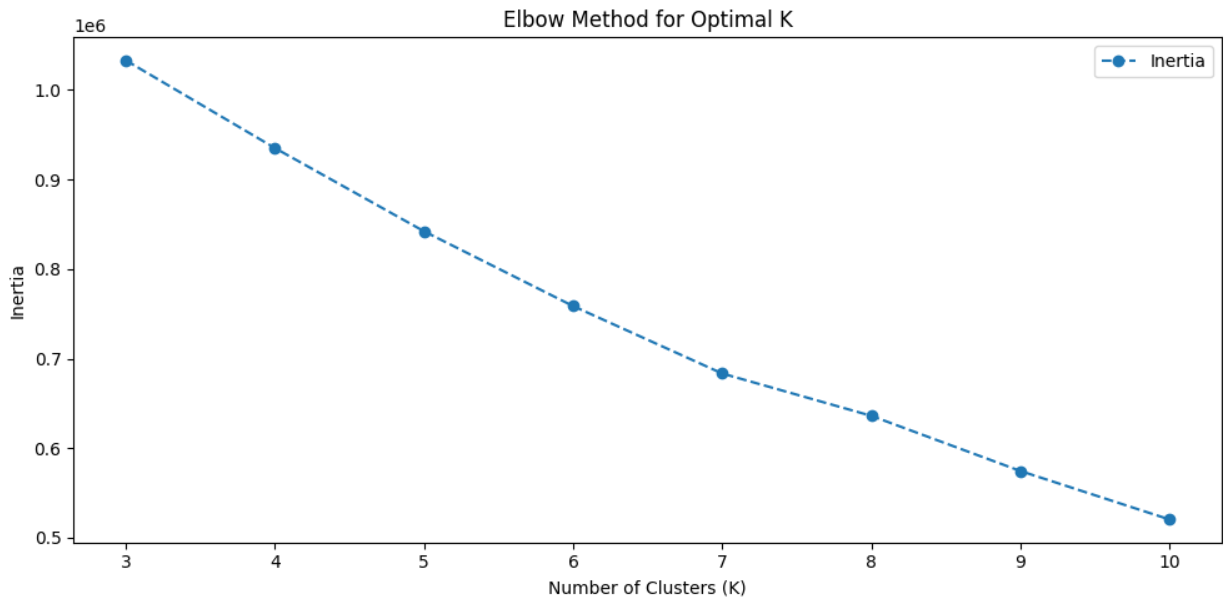 Elbow Method for Optimal K
1e6
Inertia
1.0
0.9
0.8
0.7
0.6
0.5
Inertia
3 4 5 6 7 8 9 10
Number of Clusters (K)